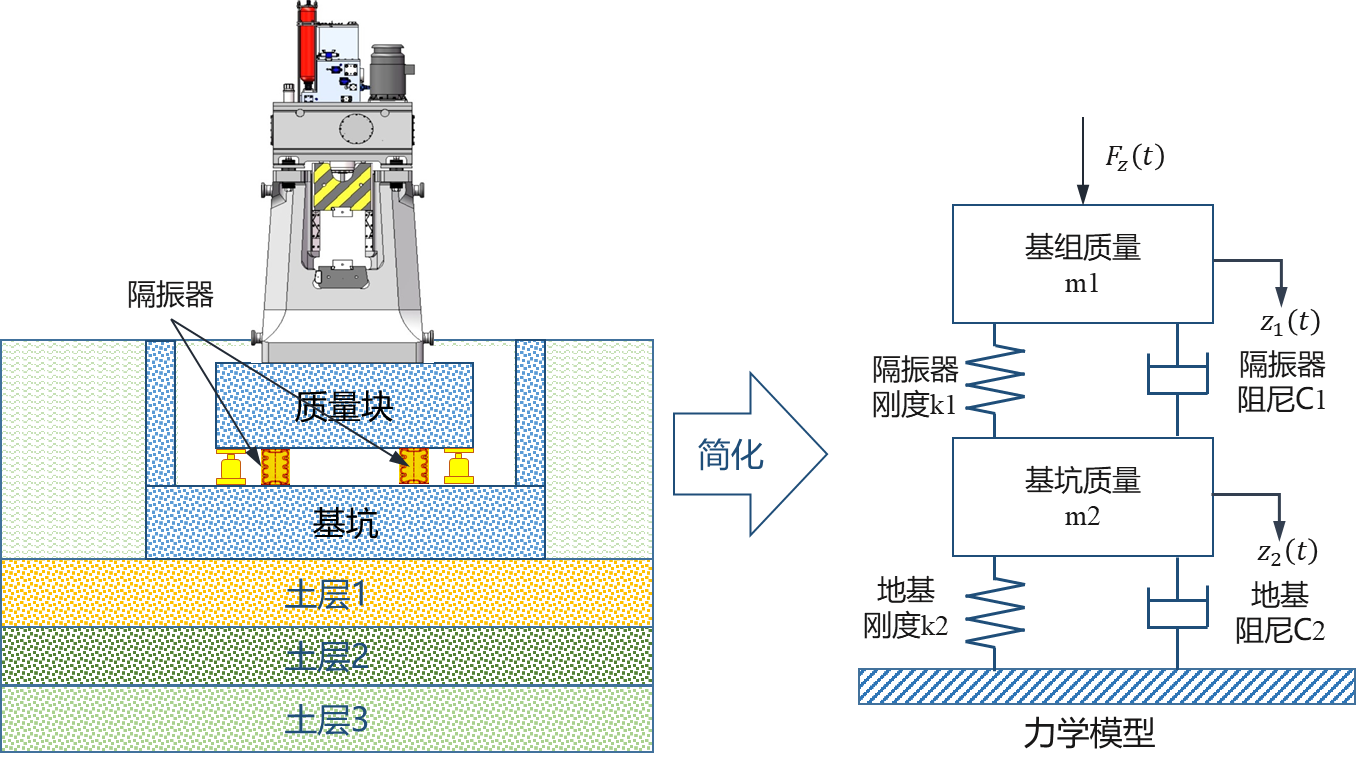 隔振器
质量块
基坑
土层1
土层2
土层3
简化
F_z(t)
基组质量
m1
z_1(t)
隔振器
刚度k1
隔振器
阻尼C1
基坑质量
m2
z_2(t)
地基
刚度k2
地基
阻尼C2
力学模型